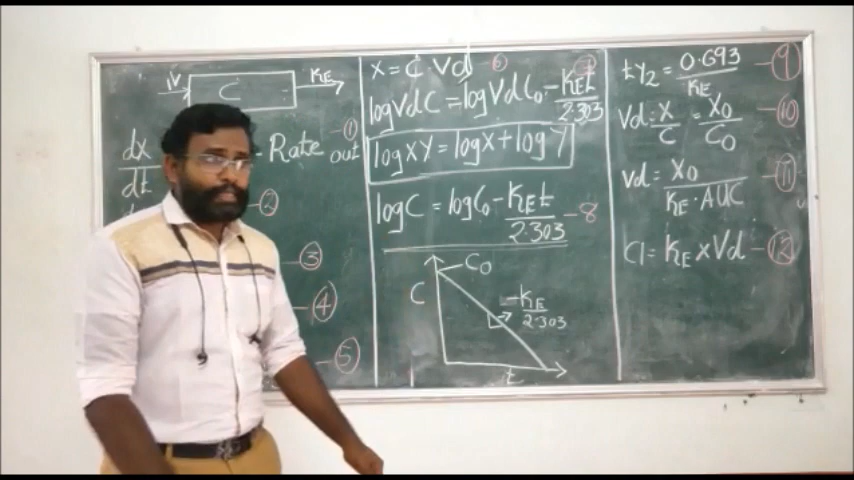 IV
C
KE
dx
dt
- Rate out ①
- ②
- ③
- ④
- ⑤
X = C · Vd ⑥
log VdC = log VdC0 - KEt / 2.303
log XY = log X + log Y
log C = log C0 - KEt / 2.303 - 8
C0
C
- KE / 2.303
t
t 1/2 = 0.693 / KE - ⑨
Vd = X / C = X0 / C0 - ⑩
Vd = X0 / KE · AUC - ⑪
Cl = KE x Vd - ⑫